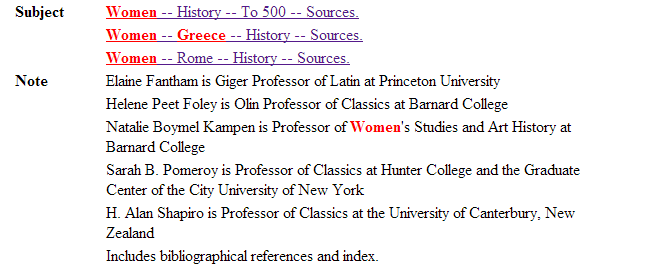 Subject Women -- History -- To 500 -- Sources.
Women -- Greece -- History -- Sources.
Women -- Rome -- History -- Sources.
Note Elaine Fantham is Giger Professor of Latin at Princeton University
Helene Peet Foley is Olin Professor of Classics at Barnard College
Natalie Boymel Kampen is Professor of Women's Studies and Art History at
Barnard College
Sarah B. Pomeroy is Professor of Classics at Hunter College and the Graduate
Center of the City University of New York
H. Alan Shapiro is Professor of Classics at the University of Canterbury, New
Zealand
Includes bibliographical references and index.